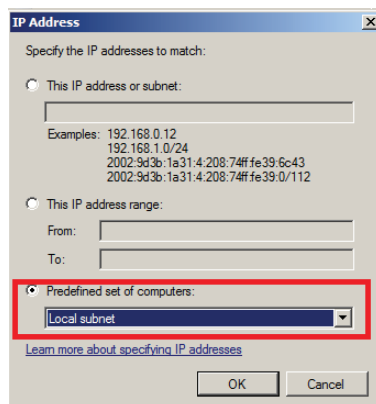 IP Address
Specify the IP addresses to match:
This IP address or subnet:
Examples: 192.168.0.12
192.168.1.0/24
2002:9d3b:1a31:4:208:74ff:fe39:6c43
2002:9d3b:1a31:4:208:74ff:fe39:0/112
This IP address range:
From:
To:
Predefined set of computers:
Local subnet
Learn more about specifying IP addresses
OK Cancel